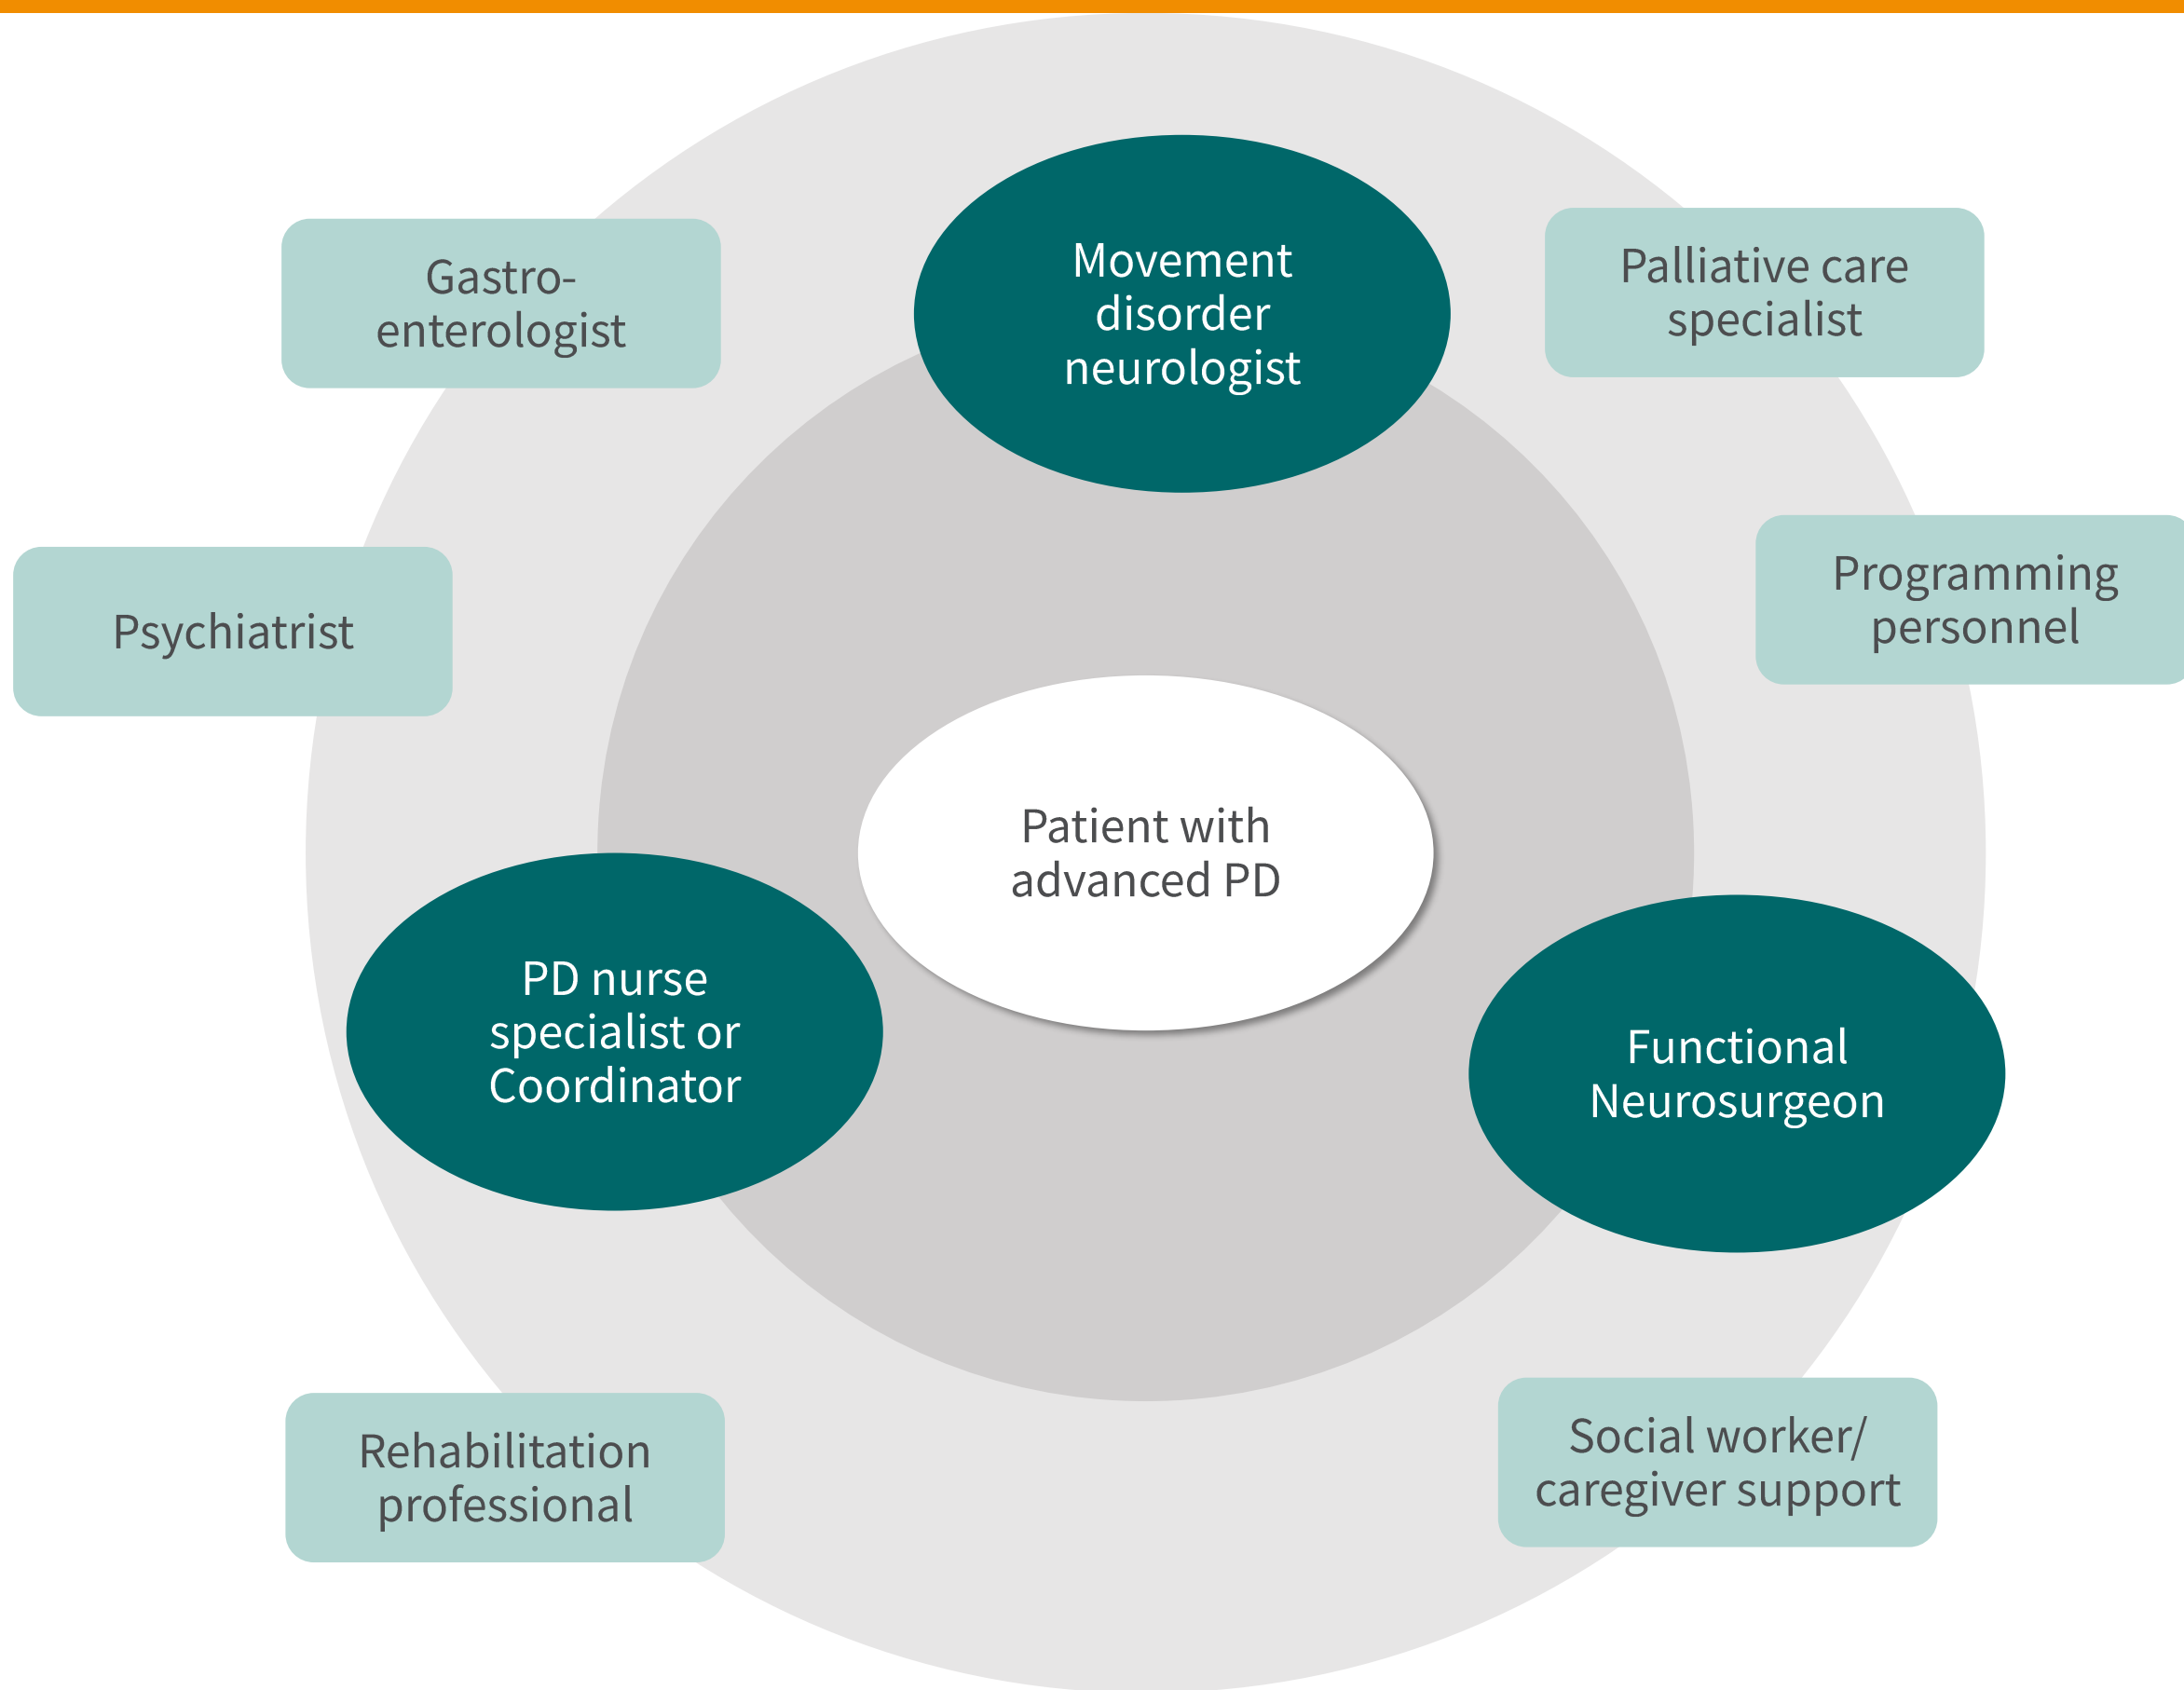 Movement
disorder
neurologist
Gastro-
enterologist
Palliative care
specialist
Psychiatrist
Programming
personnel
Patient with
advanced PD
PD nurse
specialist or
Coordinator
Functional
Neurosurgeon
Rehabilitation
professional
Social worker/
caregiver support